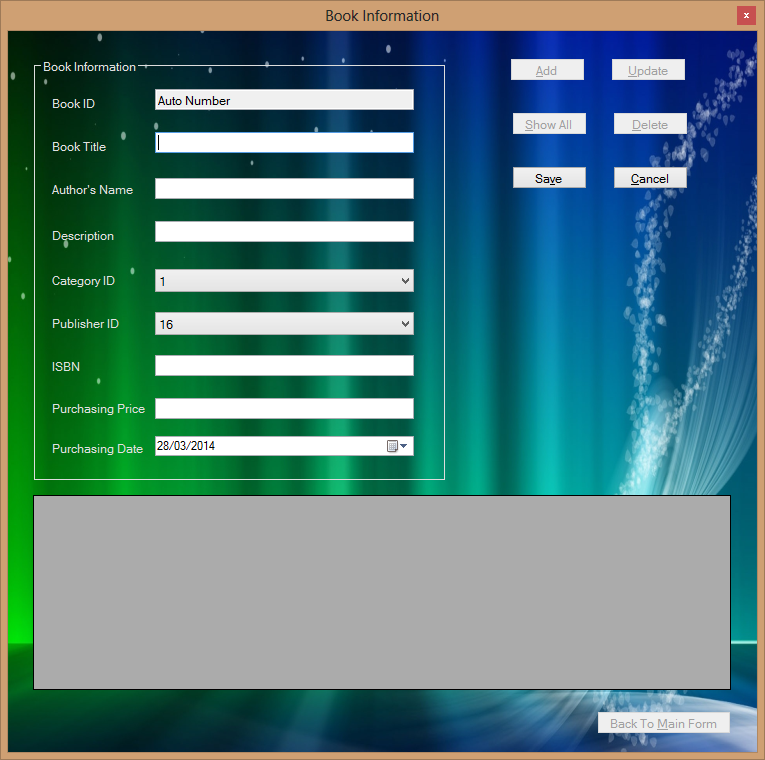 Book Information
x
Book Information
Add
Update
Book ID
Auto Number
Show All
Delete
Book Title
Save
Cancel
Author's Name
Description
Category ID
1
Publisher ID
16
ISBN
Purchasing Price
Purchasing Date
28/03/2014
Back To Main Form